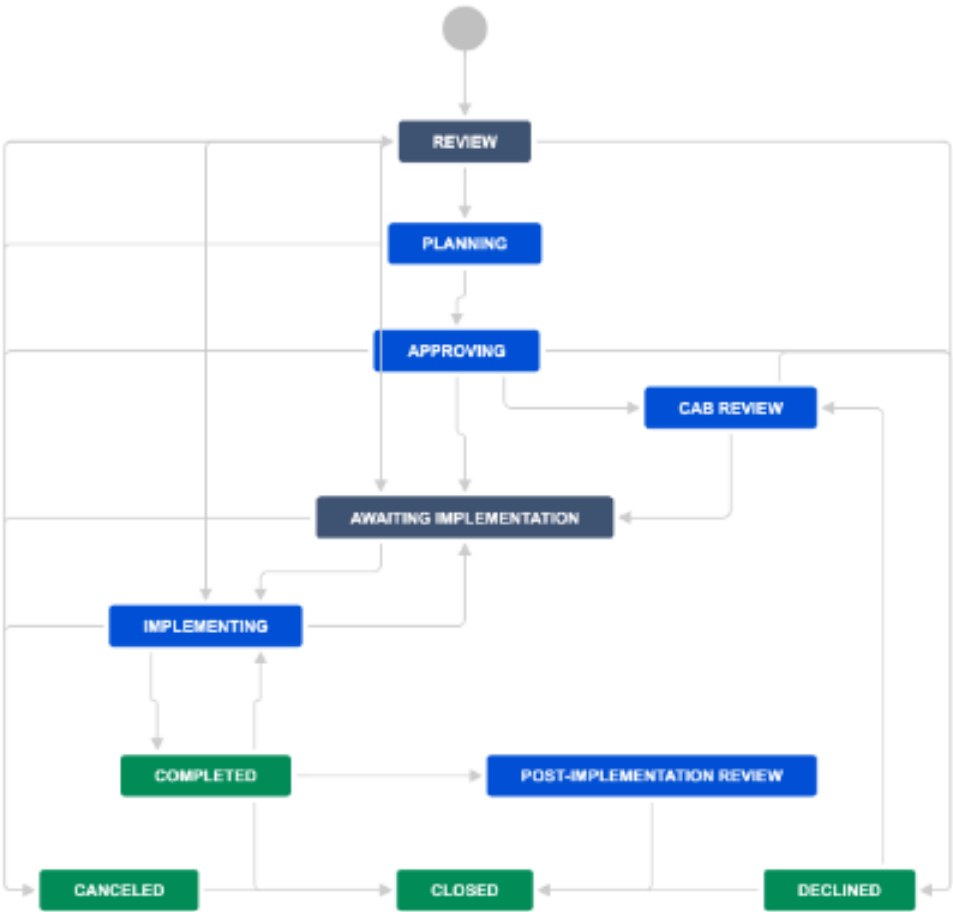 REVIEW
PLANNING
APPROVING
CAB REVIEW
AWAITING IMPLEMENTATION
IMPLEMENTING
COMPLETED
POST-IMPLEMENTATION REVIEW
CANCELED
CLOSED
DECLINED